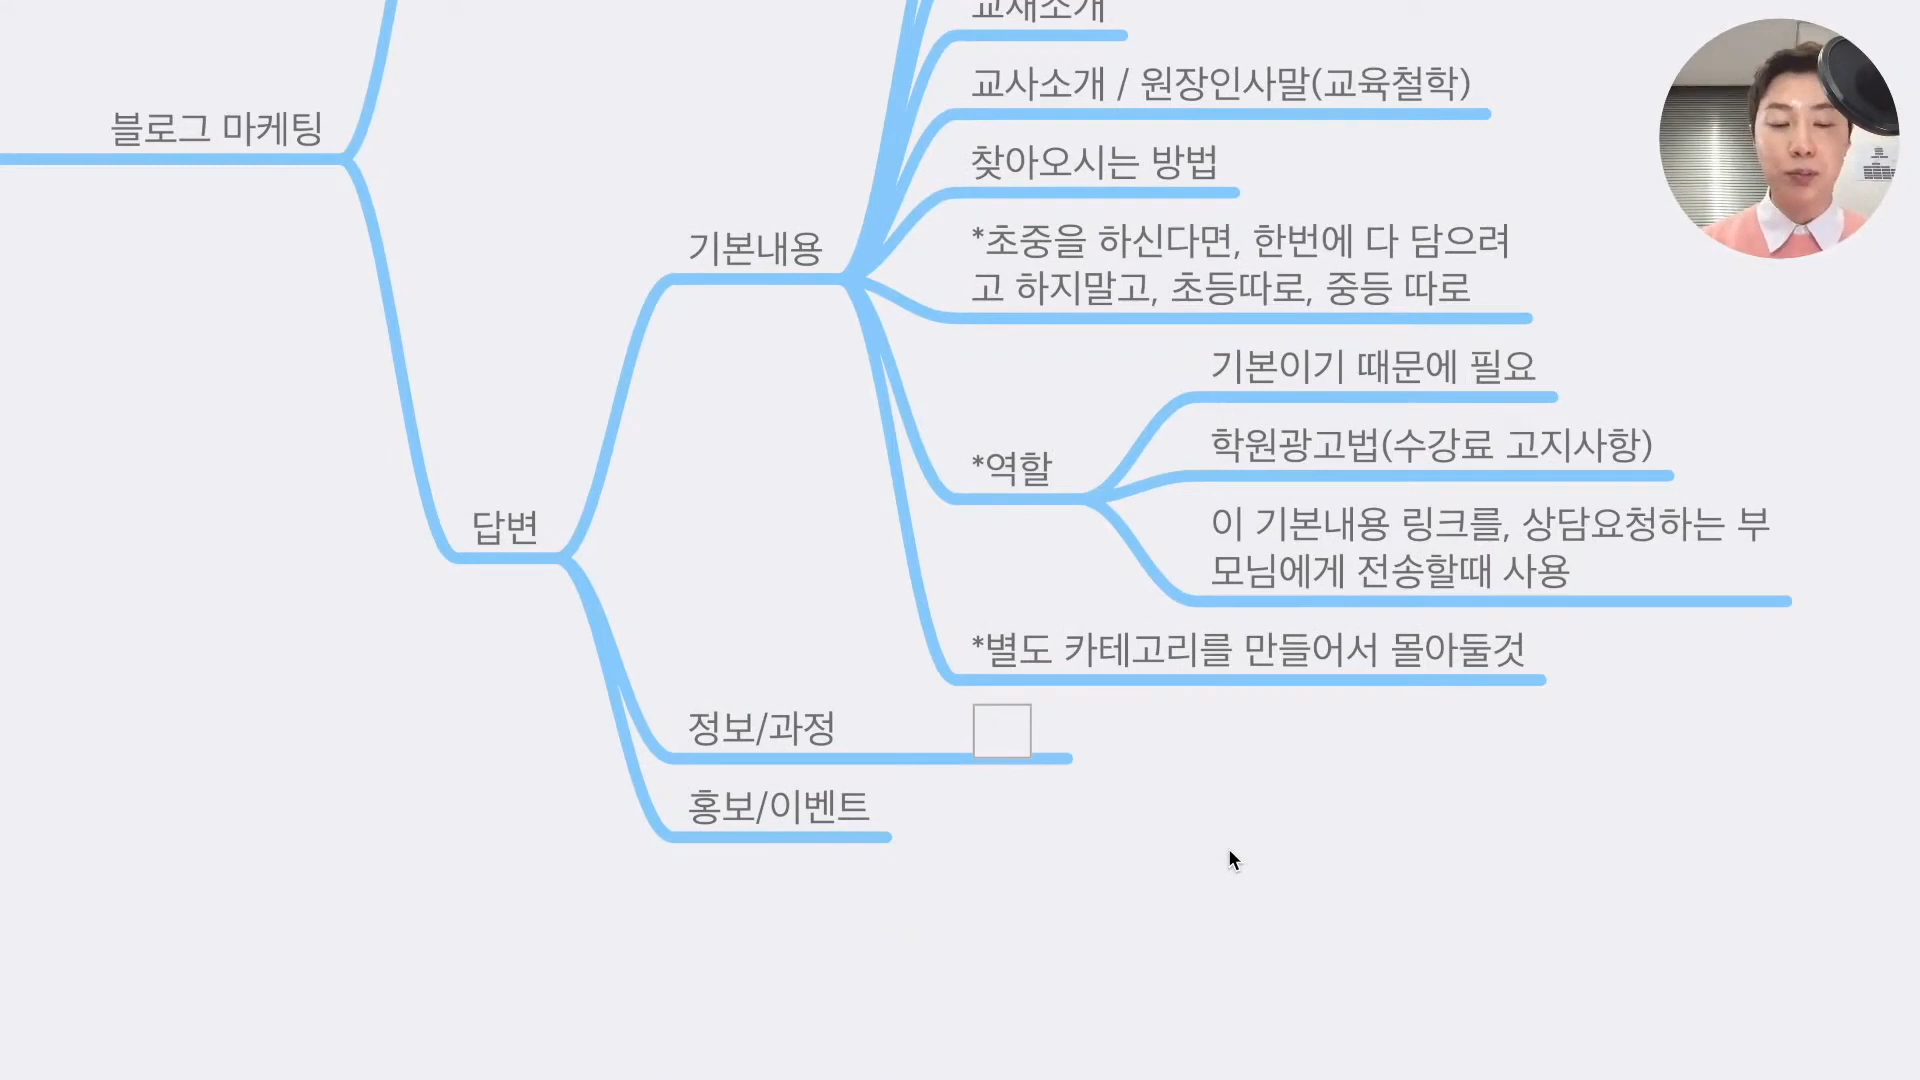 교재소개
교사소개 / 원장인사말(교육철학)
블로그 마케팅
찾아오시는 방법
기본내용
*초중을 하신다면, 한번에 다 담으려
고 하지말고, 초등따로, 중등 따로
기본이기 때문에 필요
학원광고법(수강료 고지사항)
*역할
이 기본내용 링크를, 상담요청하는 부
모님에게 전송할때 사용
답변
*별도 카테고리를 만들어서 몰아둘것
정보/과정
홍보/이벤트